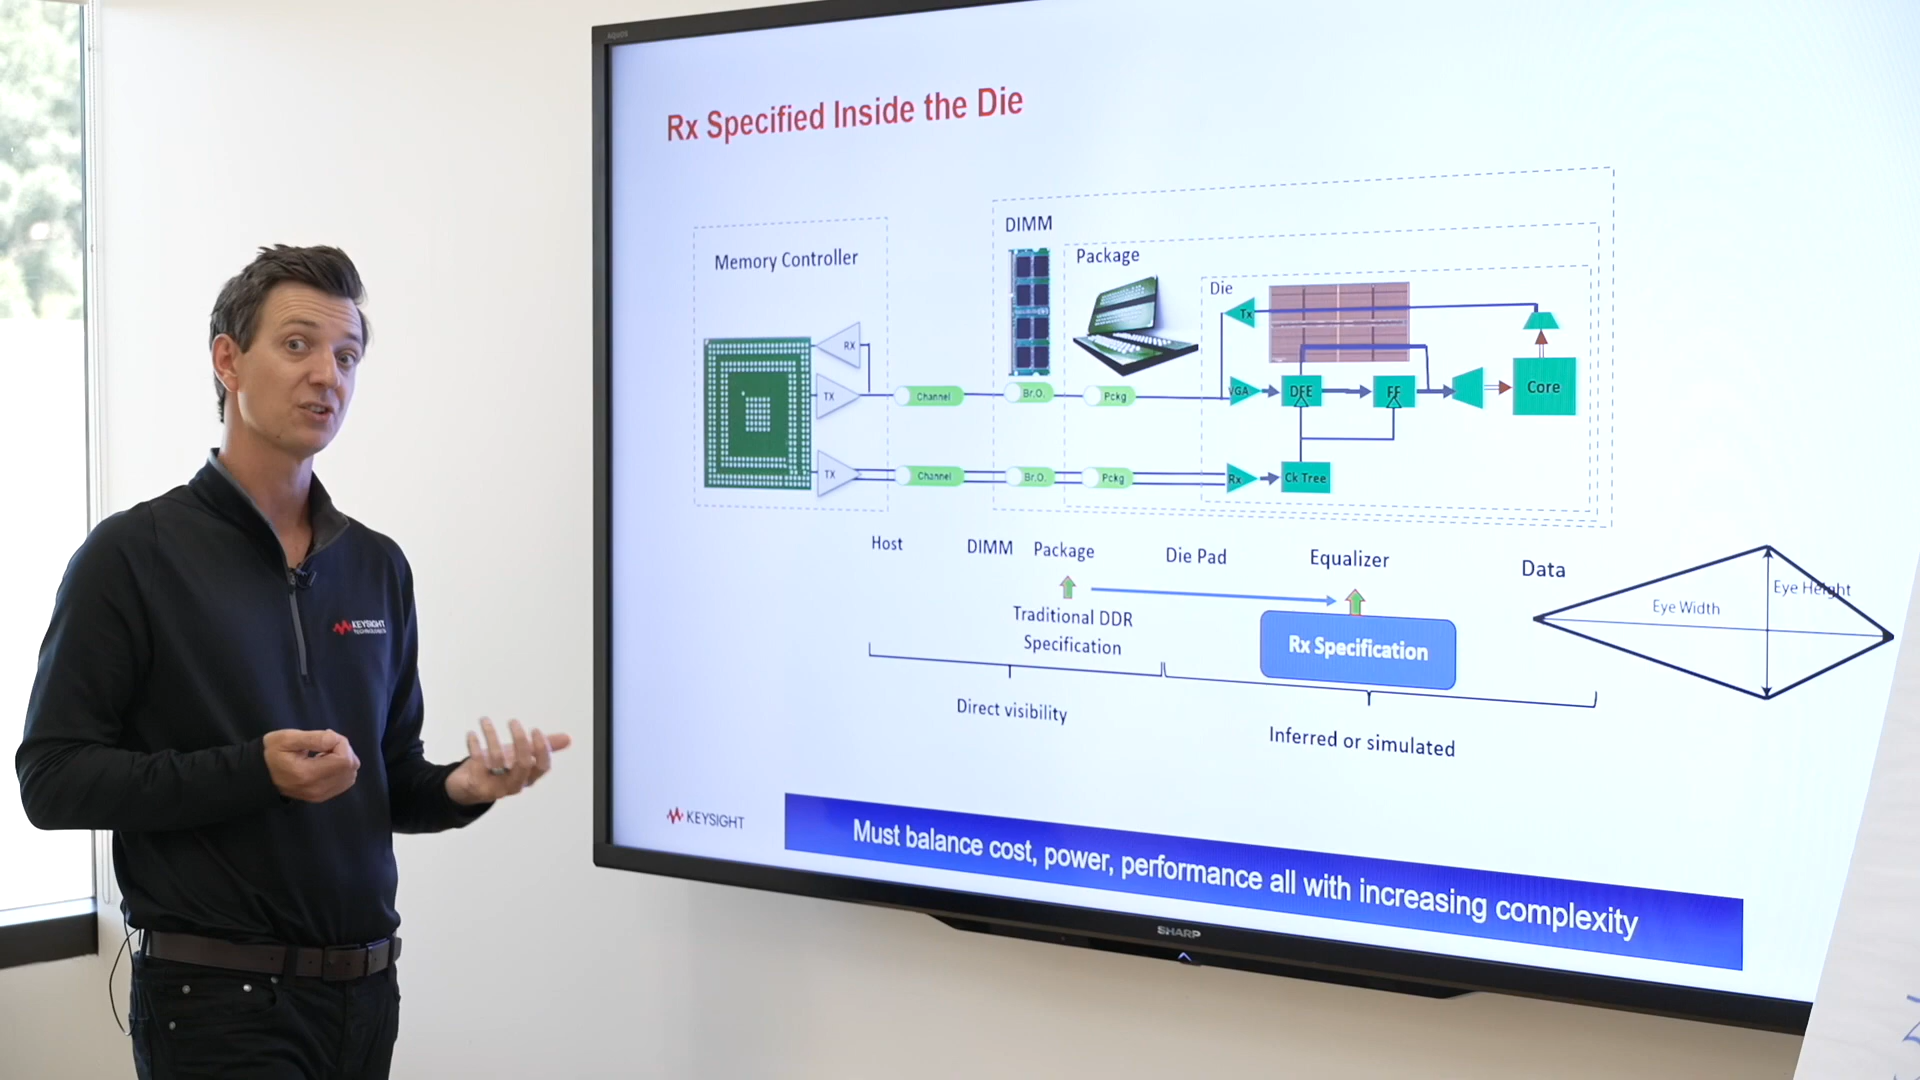 AQUOS
Rx Specified Inside the Die
DIMM
Memory Controller
Package
Die
Tx
RX
VGA
DFE
FF
Core
TX
Channel
Br.O.
Pckg
TX
Channel
Br.O.
Pckg
Rx
Ck Tree
Host
DIMM
Package
Die Pad
Equalizer
Data
Eye Width
Eye Height
Traditional DDR
Specification
Rx Specification
Direct visibility
Inferred or simulated
KEYSIGHT
Must balance cost, power, performance all with increasing complexity
SHARP
KEYSIGHT
TECHNOLOGIES